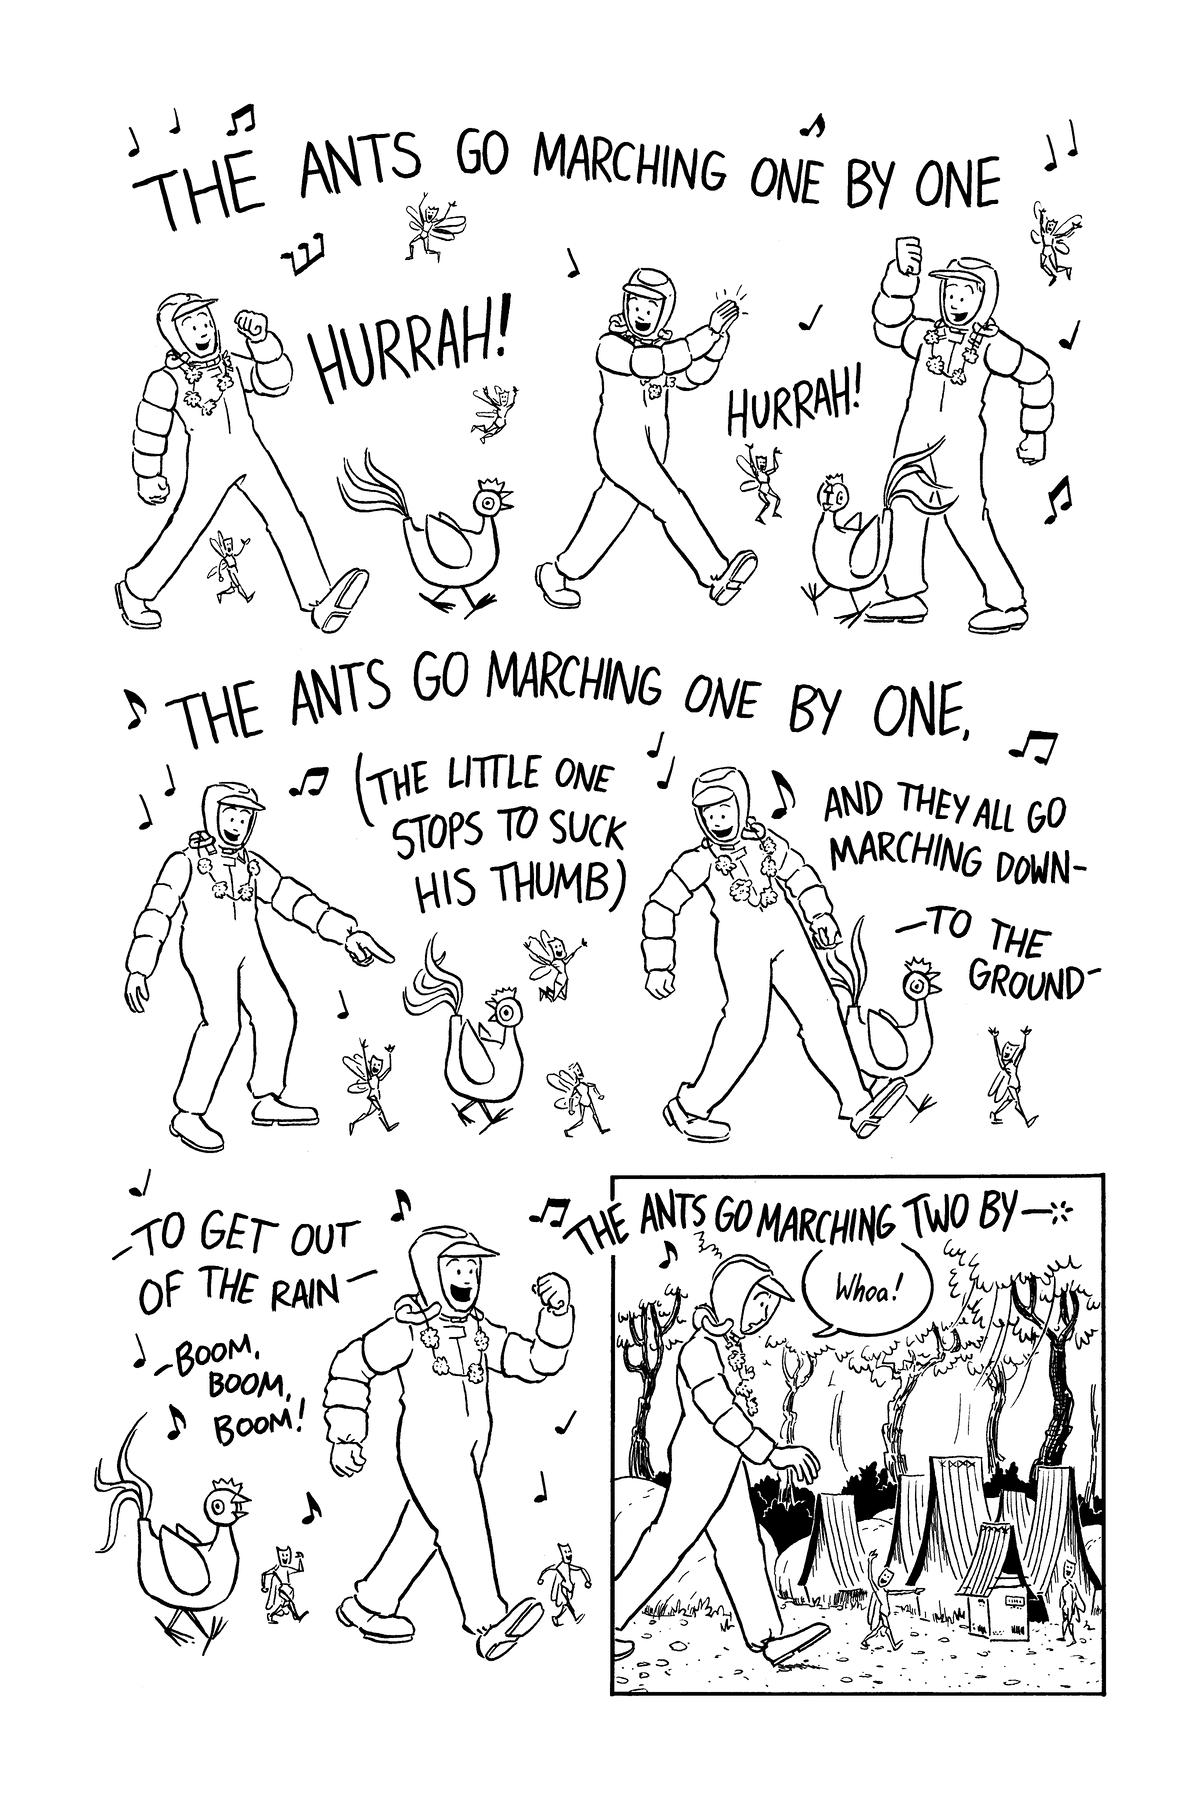 THE ANTS GO MARCHING ONE BY ONE
HURRAH!
HURRAH!
THE ANTS GO MARCHING ONE BY ONE,
(THE LITTLE ONE
STOPS TO SUCK
HIS THUMB)
AND THEY ALL GO
MARCHING DOWN-
-TO THE
GROUND-
-TO GET OUT
OF THE RAIN-
-BOOM,
BOOM,
BOOM!
THE ANTS GO MARCHING TWO BY-
Whoa!